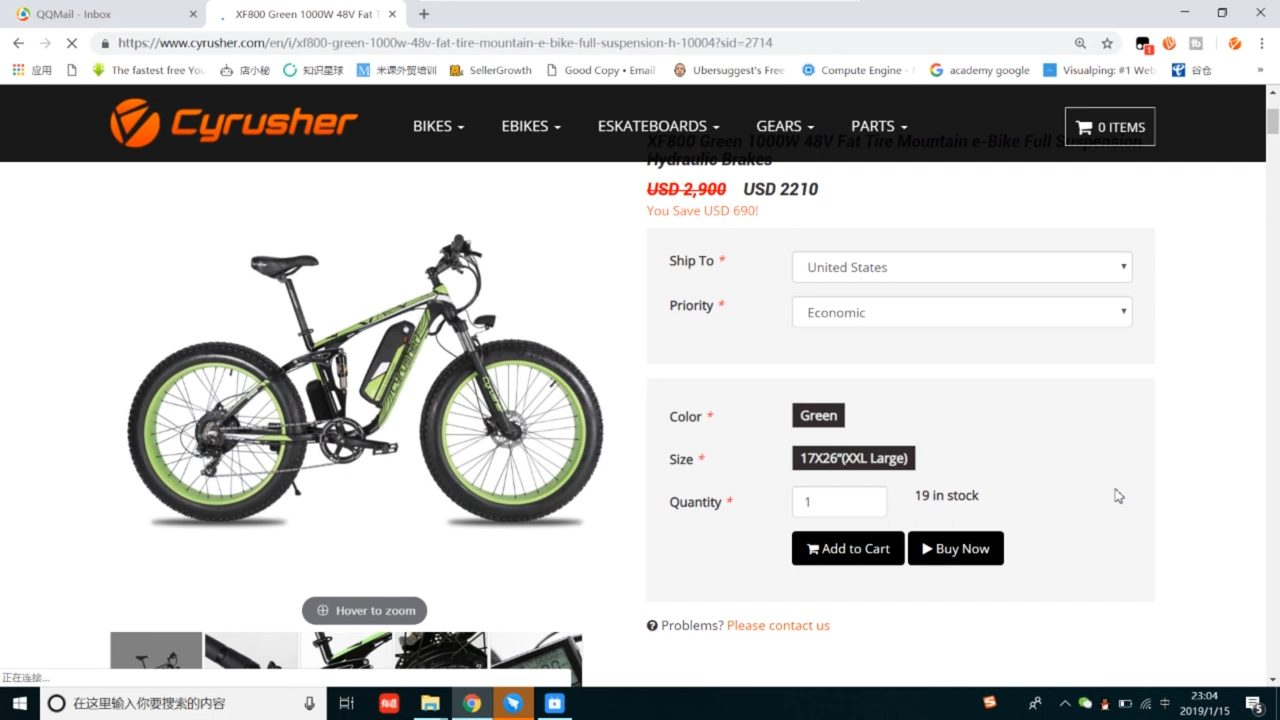 QQMail - Inbox
XF800 Green 1000W 48V Fat T
https://www.cyrusher.com/en/i/xf800-green-1000w-48v-fat-tire-mountain-e-bike-full-suspension-h-10004?sid=2714
应用 The fastest free Yo 店小秘 知识星球 米课外贸培训 SellerGrowth Good Copy • Email Ubersuggest's Free Compute Engine - academy google Visualping: #1 Web 谷仓 »
Cyrusher BIKES EBIKES ESKATEBOARDS GEARS PARTS 0 ITEMS
XF800 Green 1000W 48V Fat Tire Mountain e-Bike Full Suspension
Hydraulic Brakes
USD 2,900 USD 2210
You Save USD 690!
Ship To * United States
Priority * Economic
Color * Green
Size * 17X26"(XXL Large)
Quantity * 1 19 in stock
Add to Cart Buy Now
Hover to zoom
Problems? Please contact us
正在连接...
在这里输入你要搜索的内容
中
23:04
2019/1/15
5